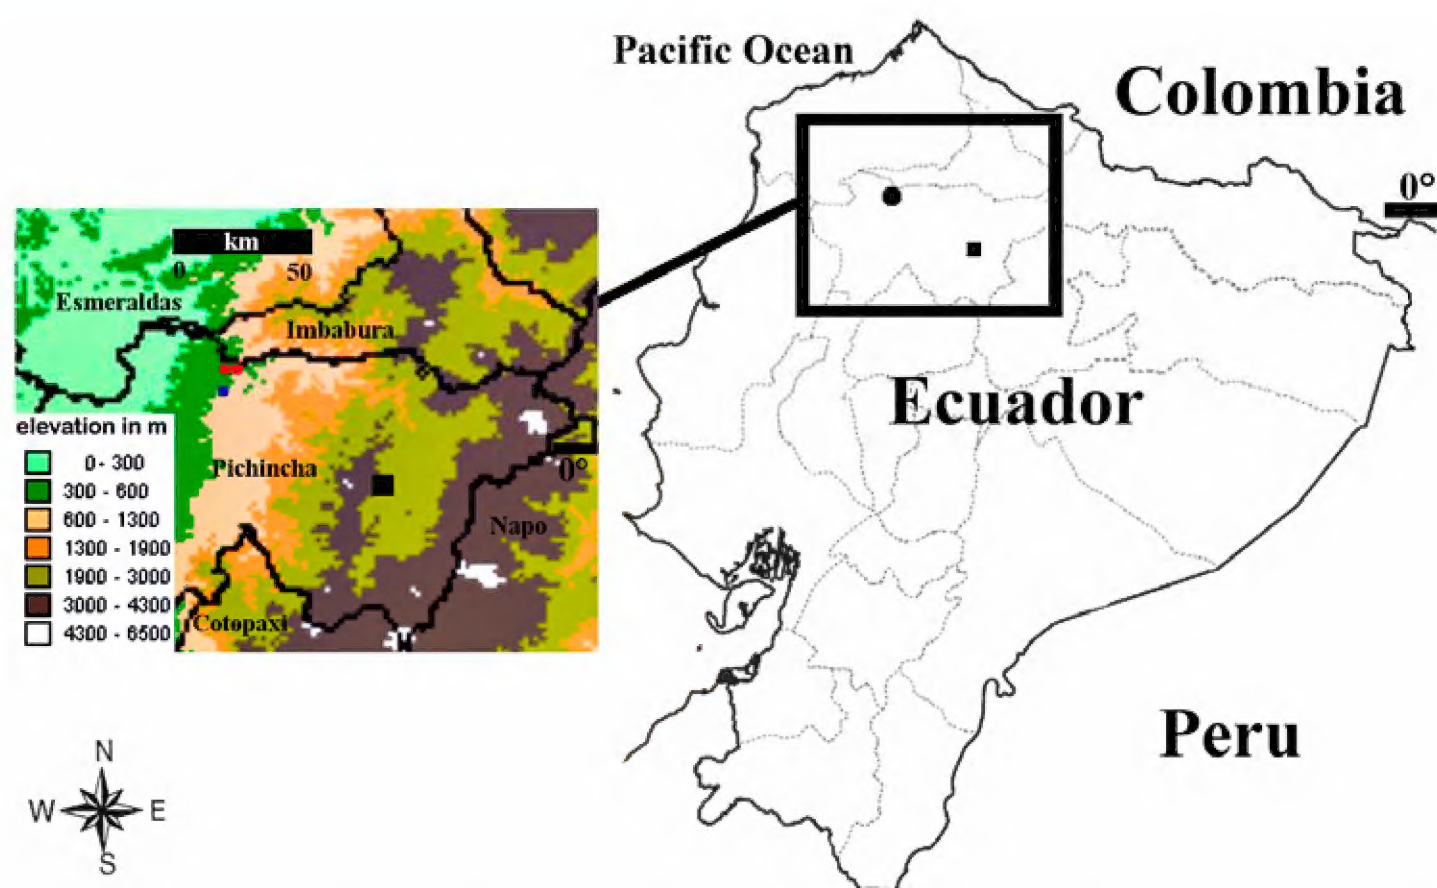 Pacific Ocean
Colombia
0°
km
0 50
Esmeraldas
Imbabura
elevation in m
0 - 300
300 - 600
600 - 1300
1300 - 1900
1900 - 3000
3000 - 4300
4300 - 6500
Pichincha
0°
Napo
Cotopaxi
Ecuador
Peru
N
W E
S